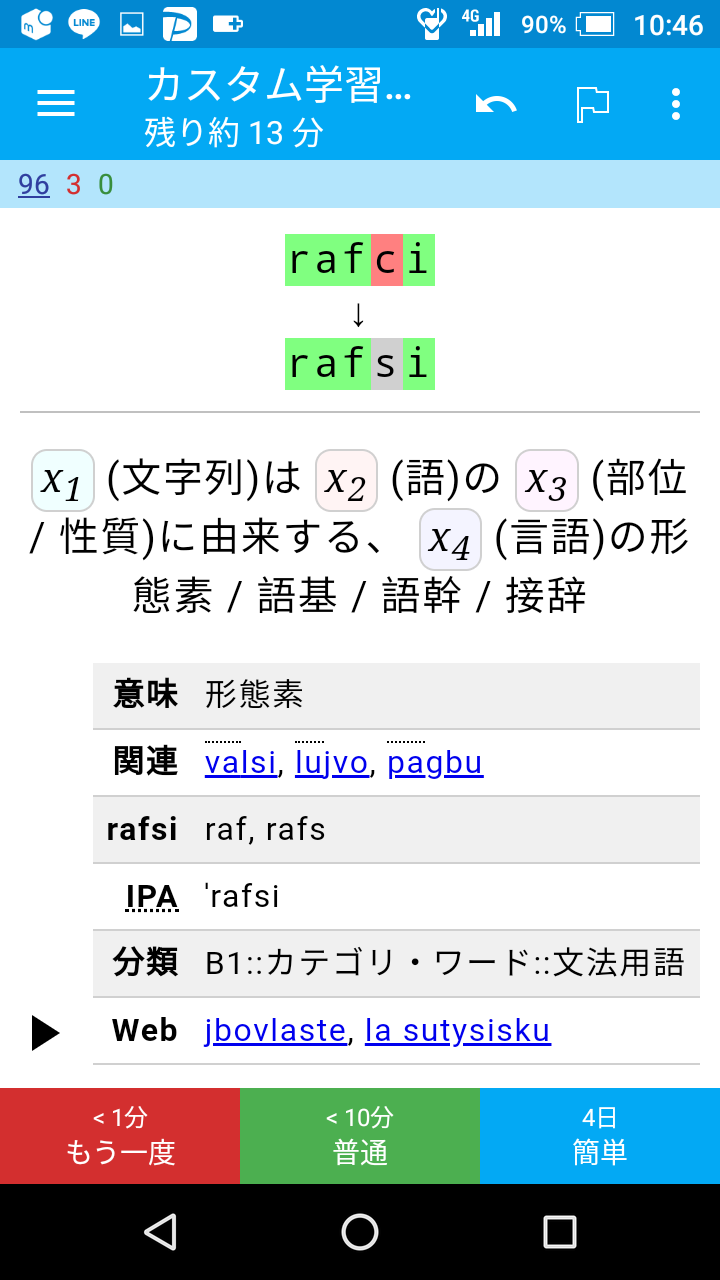 LINE 4G 90% 10:46
カスタム学習...
残り約 13 分
96 3 0
rafci
↓
rafsi
x1 (文字列)は x2 (語)の x3 (部位
/ 性質)に由来する、 x4 (言語)の形
態素 / 語基 / 語幹 / 接辞
意味 形態素
関連 valsi, lujvo, pagbu
rafsi raf, rafs
IPA ˈrafsi
分類 B1::カテゴリ・ワード::文法用語
Web jbovlaste, la sutysisku
< 1分
もう一度
< 10分
普通
4日
簡単